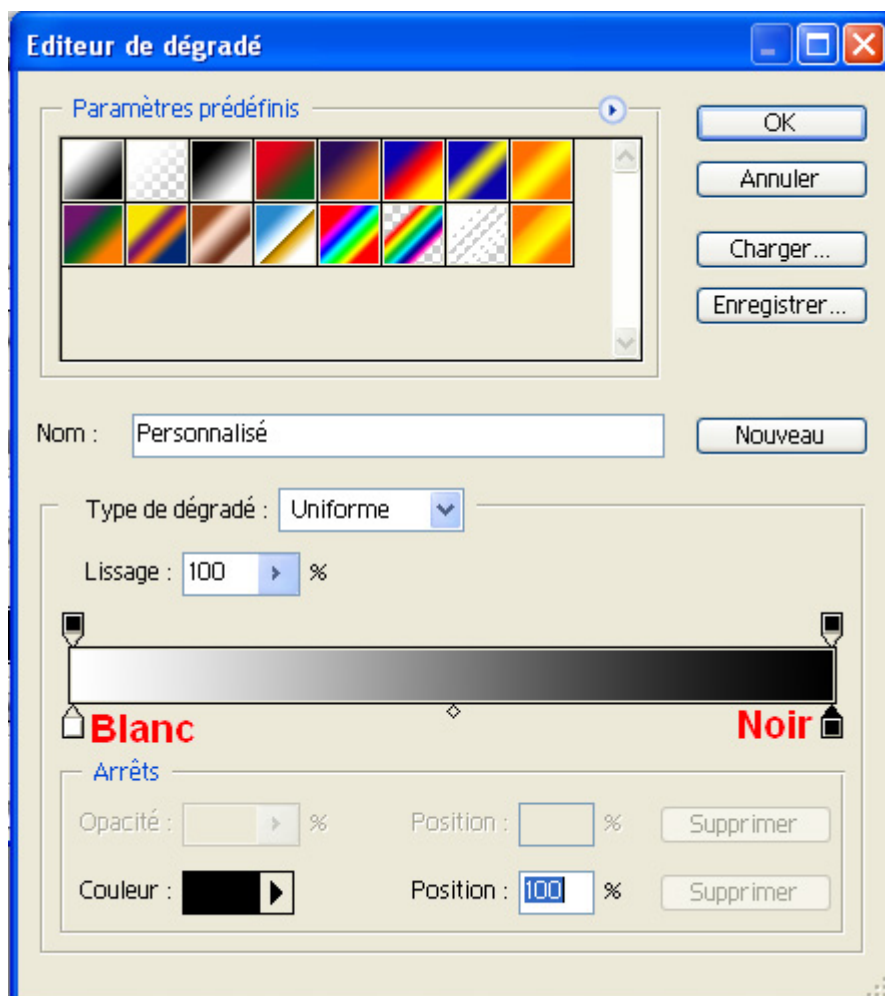 Editeur de dégradé
Paramètres prédéfinis
OK
Annuler
Charger...
Enregistrer...
Nom : Personnalisé Nouveau
Type de dégradé : Uniforme
Lissage : 100 %
Blanc Noir
Arrêts
Opacité : % Position : % Supprimer
Couleur : Position : 100 % Supprimer